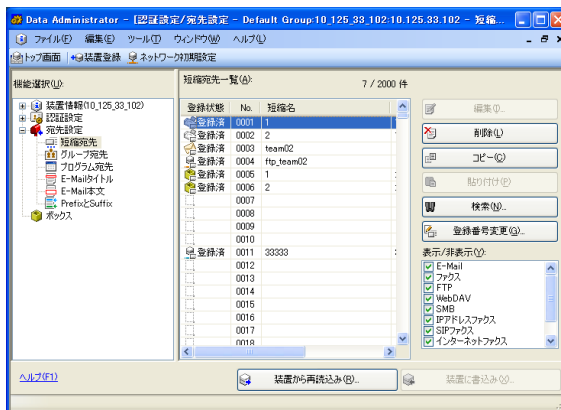 Data Administrator - [認証設定/宛先設定 - Default Group:10_125_33_102:10.125.33.102 - 短縮...
ファイル(F) 編集(E) ツール(T) ウィンドウ(W) ヘルプ(L)
トップ画面 装置登録 ネットワーク初期設定
機能選択(U):
装置情報(10_125_33_102)
認証設定
宛先設定
短縮宛先
グループ宛先
プログラム宛先
E-Mailタイトル
E-Mail本文
PrefixとSuffix
ボックス
短縮宛先一覧(A): 7 / 2000 件
登録状態 No. 短縮名
登録済 0001 1
登録済 0002 2
登録済 0003 team02
登録済 0004 ftp_team02
登録済 0005 1
登録済 0006 2
0007
0008
0009
0010
登録済 0011 33333
0012
0013
0014
0015
0016
0017
0018
編集(I)...
削除(L)
コピー(C)
貼り付け(P)
検索(N)...
登録番号変更(G)...
表示/非表示(Y):
E-Mail
ファクス
FTP
WebDAV
SMB
IPアドレスファクス
SIPファクス
インターネットファクス
ヘルプ(F1)
装置から再読込み(R)...
装置に書込み(X)...